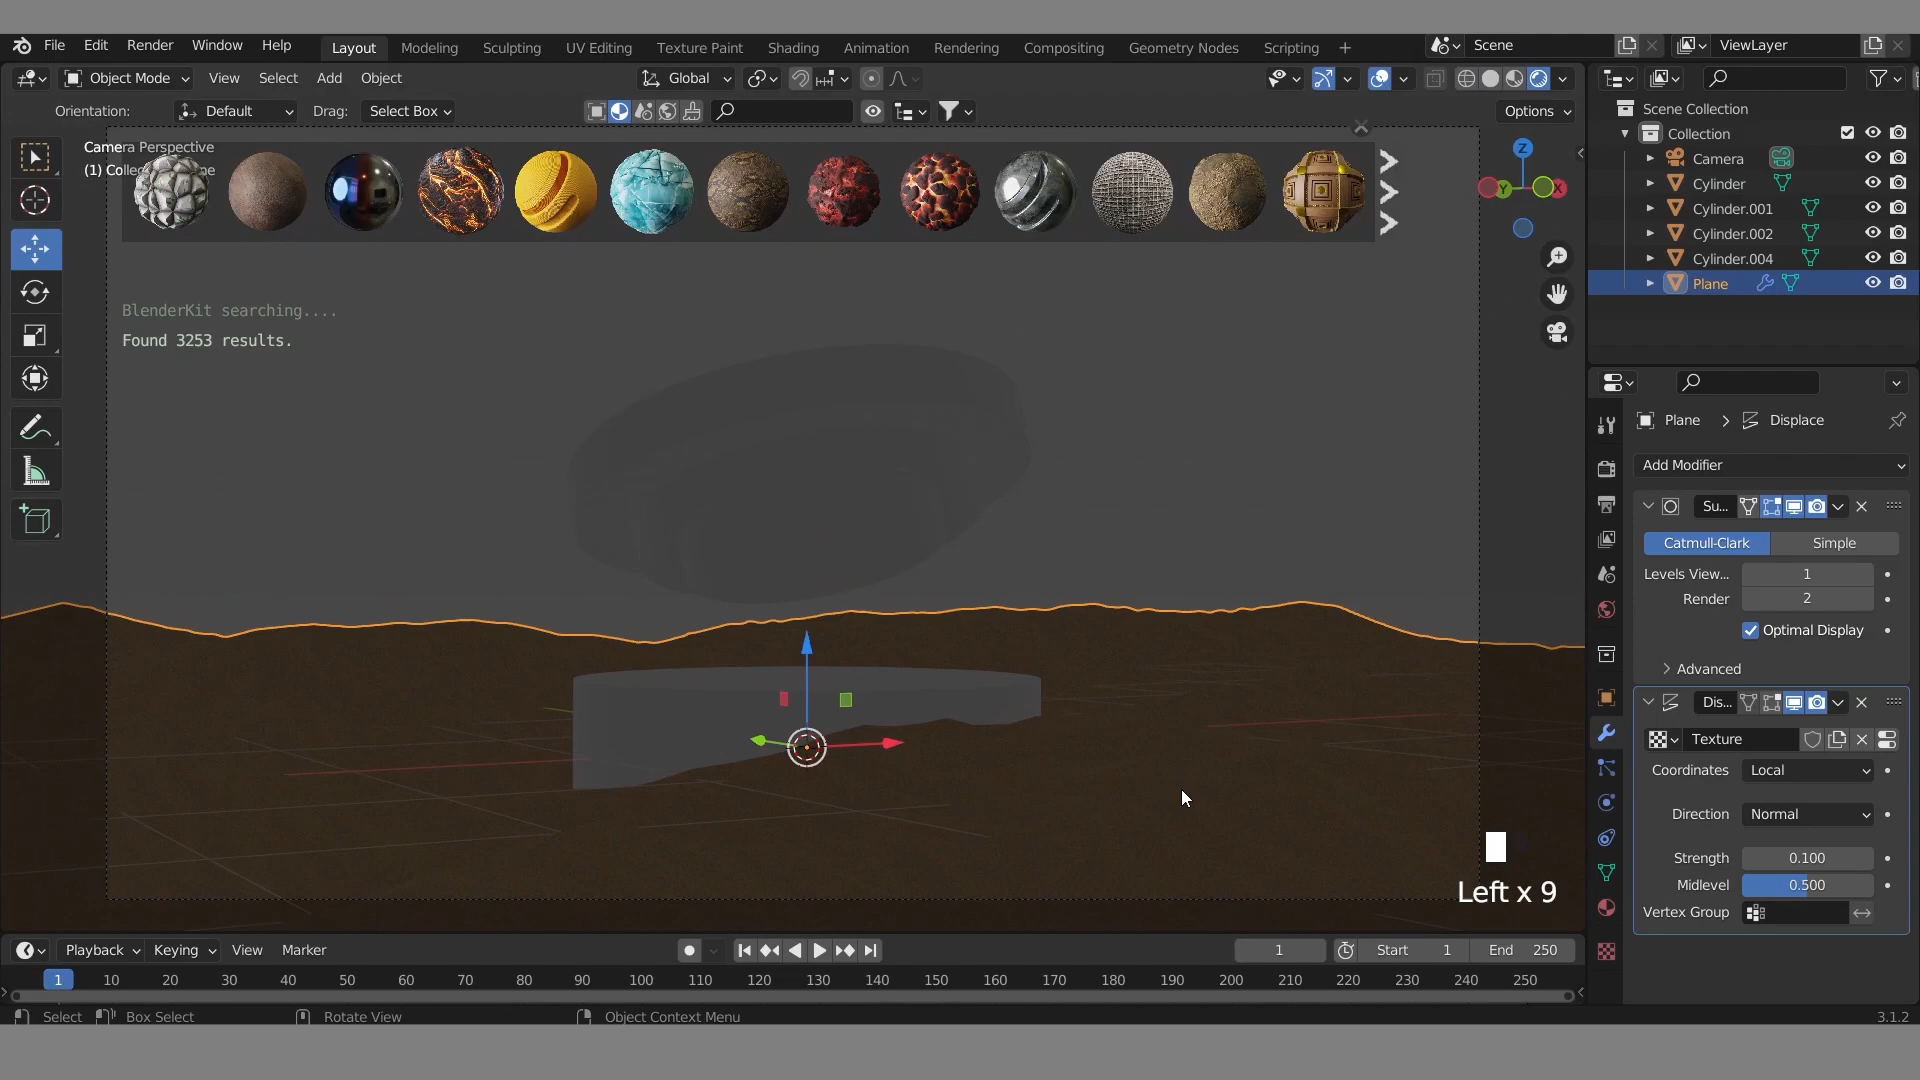 File Edit Render Window Help Layout Modeling Sculpting UV Editing Texture Paint Shading Animation Rendering Compositing Geometry Nodes Scripting + Scene ViewLayer
Object Mode View Select Add Object Global
Orientation: Default Drag: Select Box Options
Scene Collection
Collection
Camera
Cylinder
Cylinder.001
Cylinder.002
Cylinder.004
Plane
Camera Perspective
Z
Y
X
BlenderKit searching....
Found 3253 results.
Plane > Displace
Add Modifier
Su...
Catmull-Clark Simple
Levels View... 1
Render 2
Optimal Display
Advanced
Dis...
Texture
Coordinates Local
Direction Normal
Strength 0.100
Midlevel 0.500
Vertex Group
Left x 9
Playback Keying View Marker 1 Start 1 End 250
1 10 20 30 40 50 60 70 80 90 100 110 120 130 140 150 160 170 180 190 200 210 220 230 240 250
Select Box Select Rotate View Object Context Menu 3.1.2